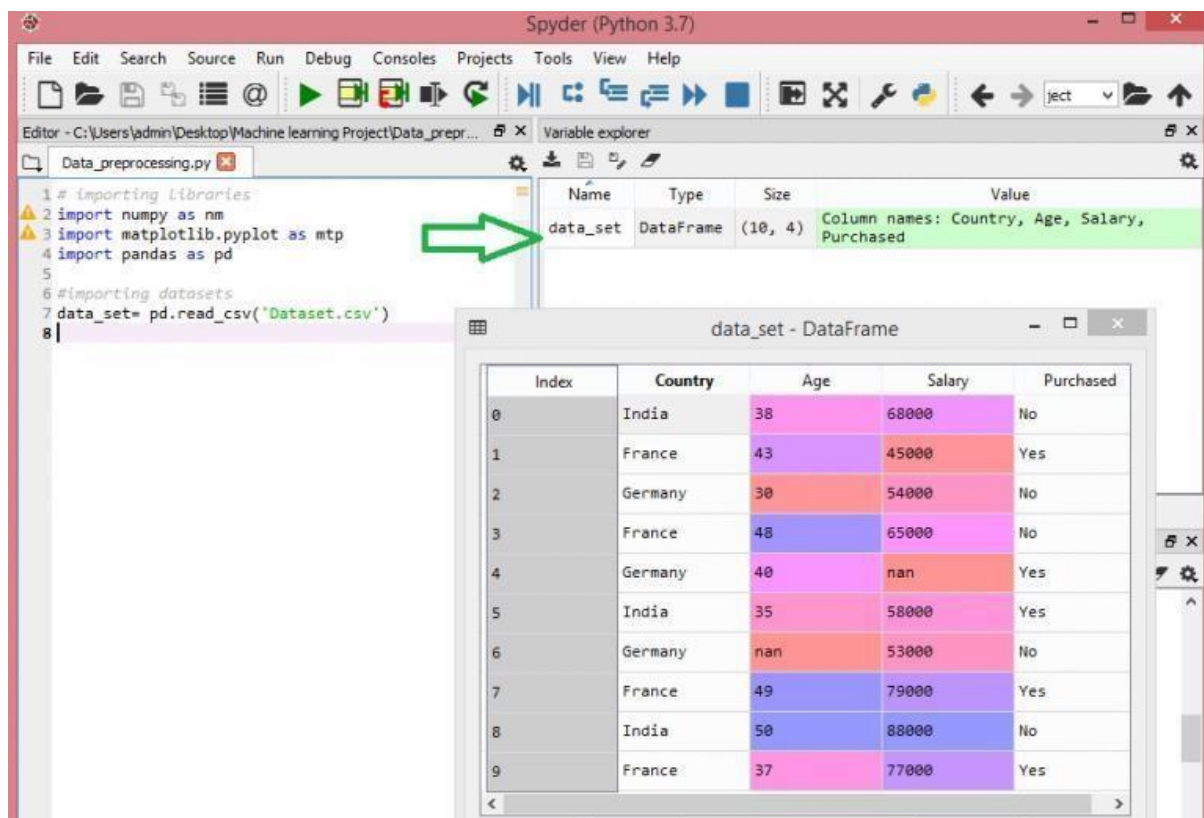 Spyder (Python 3.7)
File Edit Search Source Run Debug Consoles Projects Tools View Help
ject
Editor - C:\Users\admin\Desktop\Machine learning Project\Data_prepr...
Data_preprocessing.py
1 # importing libraries
2 import numpy as nm
3 import matplotlib.pyplot as mtp
4 import pandas as pd
5
6 #importing datasets
7 data_set= pd.read_csv('Dataset.csv')
8
Variable explorer
Name Type Size Value
data_set DataFrame (10, 4) Column names: Country, Age, Salary,
Purchased
data_set - DataFrame
Index Country Age Salary Purchased
0 India 38 68000 No
1 France 43 45000 Yes
2 Germany 30 54000 No
3 France 48 65000 No
4 Germany 40 nan Yes
5 India 35 58000 Yes
6 Germany nan 53000 No
7 France 49 79000 Yes
8 India 50 88000 No
9 France 37 77000 Yes